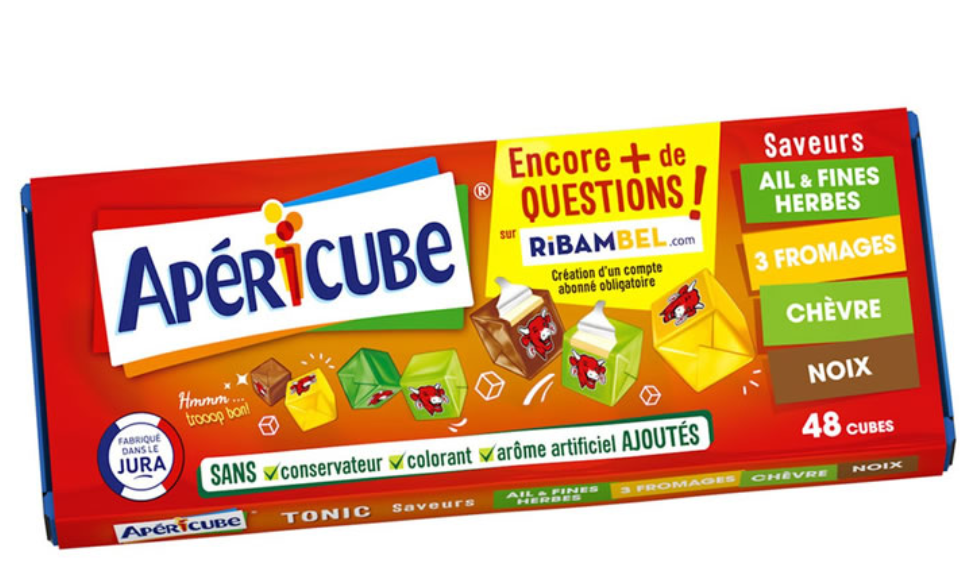 APÉRICUBE
®
Encore + de
QUESTIONS !
sur RiBAMBEL.com
Création d'un compte
abonné obligatoire
Saveurs
AIL & FINES
HERBES
3 FROMAGES
CHÈVRE
NOIX
48 CUBES
Hmmm ...
trooop bon!
FABRIQUÉ
DANS LE
JURA
SANS conservateur colorant arôme artificiel AJOUTÉS
APÉRICUBE TONIC Saveurs AIL & FINES HERBES 3 FROMAGES CHÈVRE NOIX